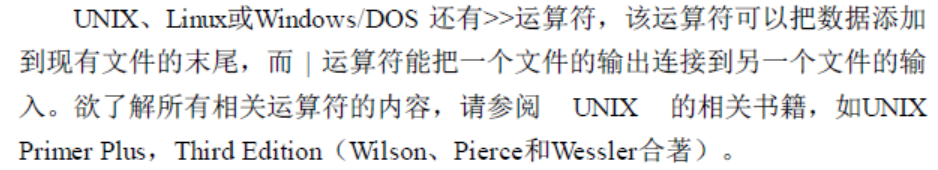 UNIX、Linux或Windows/DOS 还有>>运算符，该运算符可以把数据添加
到现有文件的末尾，而 | 运算符能把一个文件的输出连接到另一个文件的输
入。欲了解所有相关运算符的内容，请参阅 UNIX 的相关书籍，如UNIX
Primer Plus，Third Edition（Wilson、Pierce和Wessler合著）。